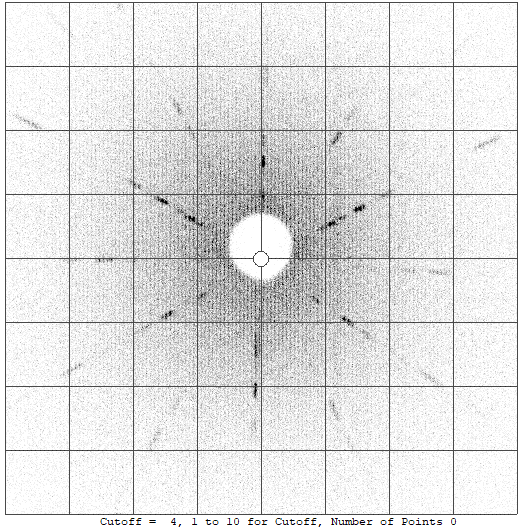 Cutoff =  4, 1 to 10 for Cutoff, Number of Points 0